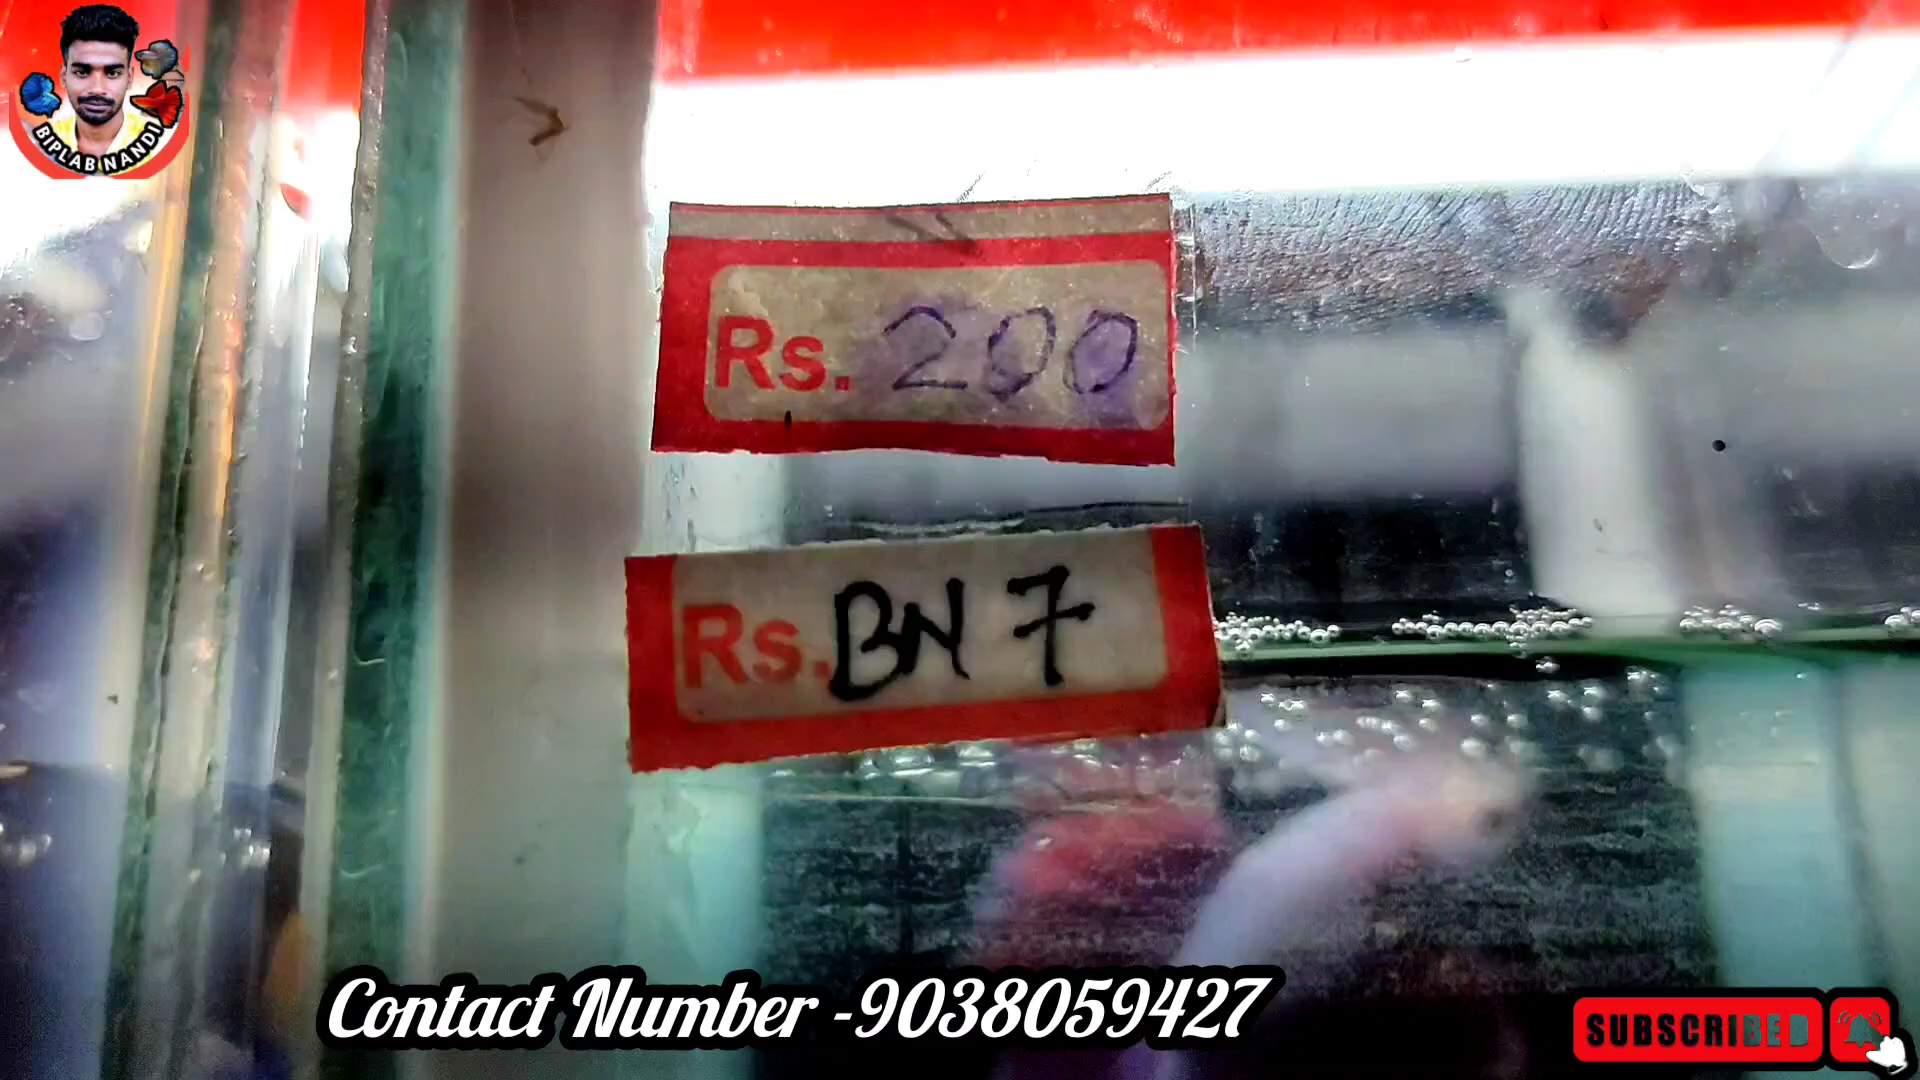 BIPLAB NANDI
Rs. 200
Rs. BN 7
Contact Number -9038059427
SUBSCRIBED